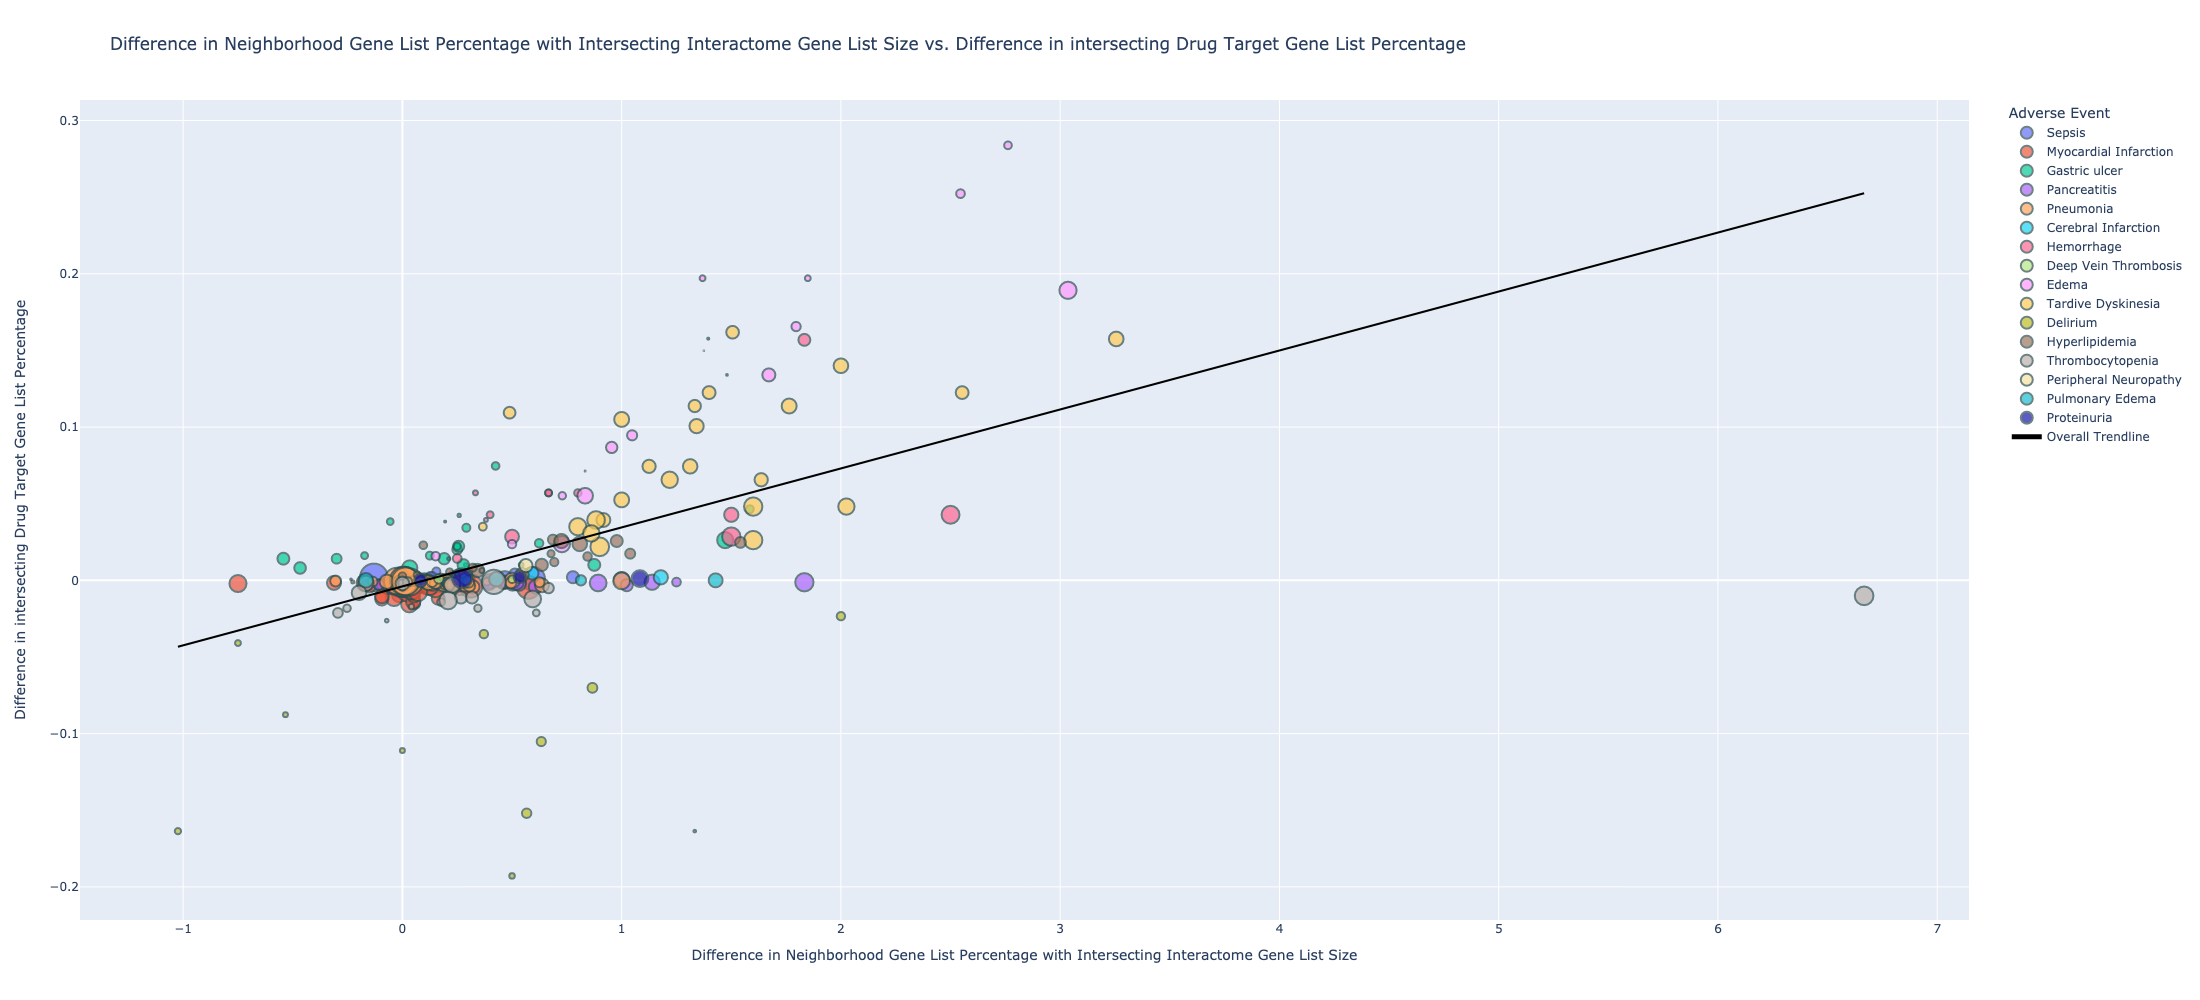 Difference in Neighborhood Gene List Percentage with Intersecting Interactome Gene List Size vs. Difference in intersecting Drug Target Gene List Percentage
Adverse Event
Sepsis
Myocardial Infarction
Gastric ulcer
Pancreatitis
Pneumonia
Cerebral Infarction
Hemorrhage
Deep Vein Thrombosis
Edema
Tardive Dyskinesia
Delirium
Hyperlipidemia
Thrombocytopenia
Peripheral Neuropathy
Pulmonary Edema
Proteinuria
Overall Trendline
Difference in intersecting Drug Target Gene List Percentage
0.3
0.2
0.1
0
−0.1
−0.2
−1 0 1 2 3 4 5 6 7
Difference in Neighborhood Gene List Percentage with Intersecting Interactome Gene List Size